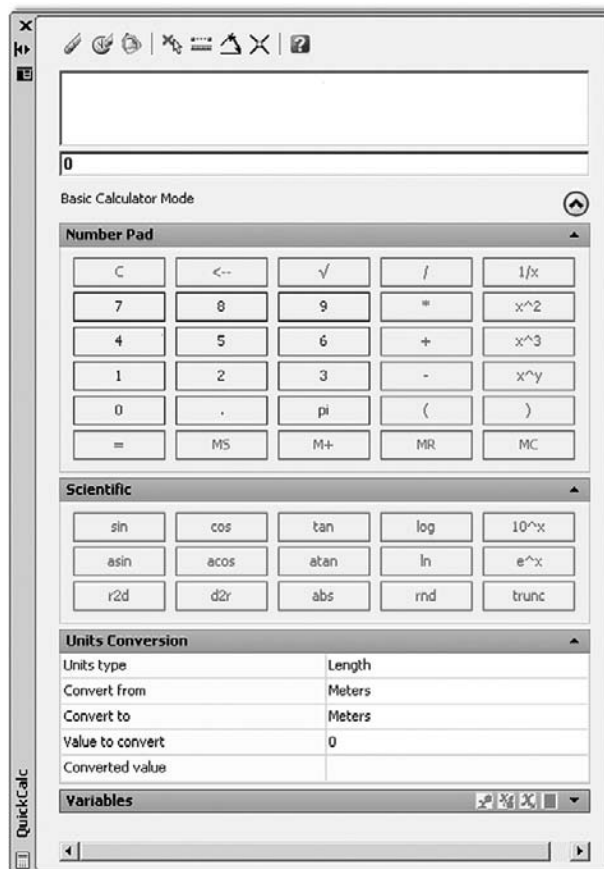 0
Basic Calculator Mode
Number Pad
C <-- √ / 1/x
7 8 9 * x^2
4 5 6 + x^3
1 2 3 - x^y
0 . pi ( )
= MS M+ MR MC
Scientific
sin cos tan log 10^x
asin acos atan ln e^x
r2d d2r abs rnd trunc
Units Conversion
Units type Length
Convert from Meters
Convert to Meters
Value to convert 0
Converted value
Variables
QuickCalc